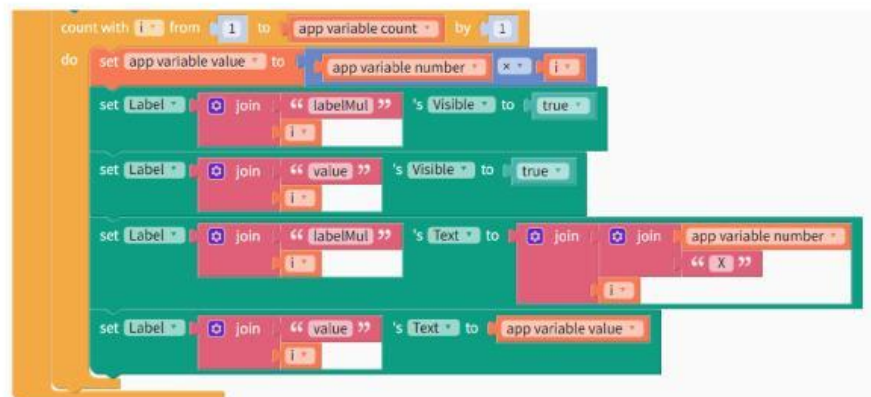 count with i from 1 to app variable count by 1
do set app variable value to app variable number × i
set Label join “ labelMul ” 's Visible to true
i
set Label join “ value ” 's Visible to true
i
set Label join “ labelMul ” 's Text to join join app variable number
i “ X ”
i
set Label join “ value ” 's Text to app variable value
i